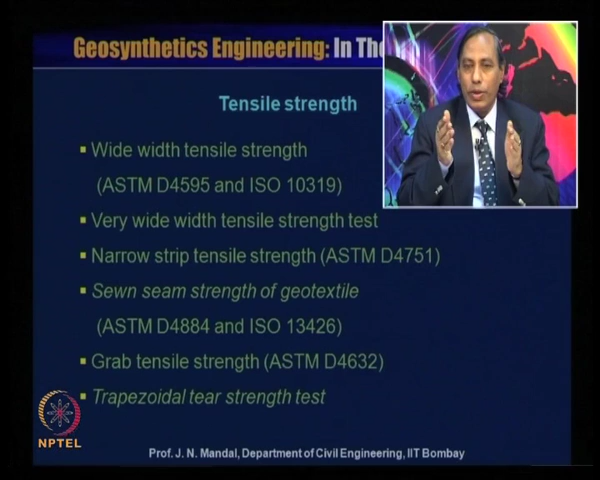 Geosynthetics Engineering: In Th
Tensile strength
▪ Wide width tensile strength
(ASTM D4595 and ISO 10319)
▪ Very wide width tensile strength test
▪ Narrow strip tensile strength (ASTM D4751)
▪ Sewn seam strength of geotextile
(ASTM D4884 and ISO 13426)
▪ Grab tensile strength (ASTM D4632)
▪ Trapezoidal tear strength test
NPTEL
Prof. J. N. Mandal, Department of Civil Engineering, IIT Bombay